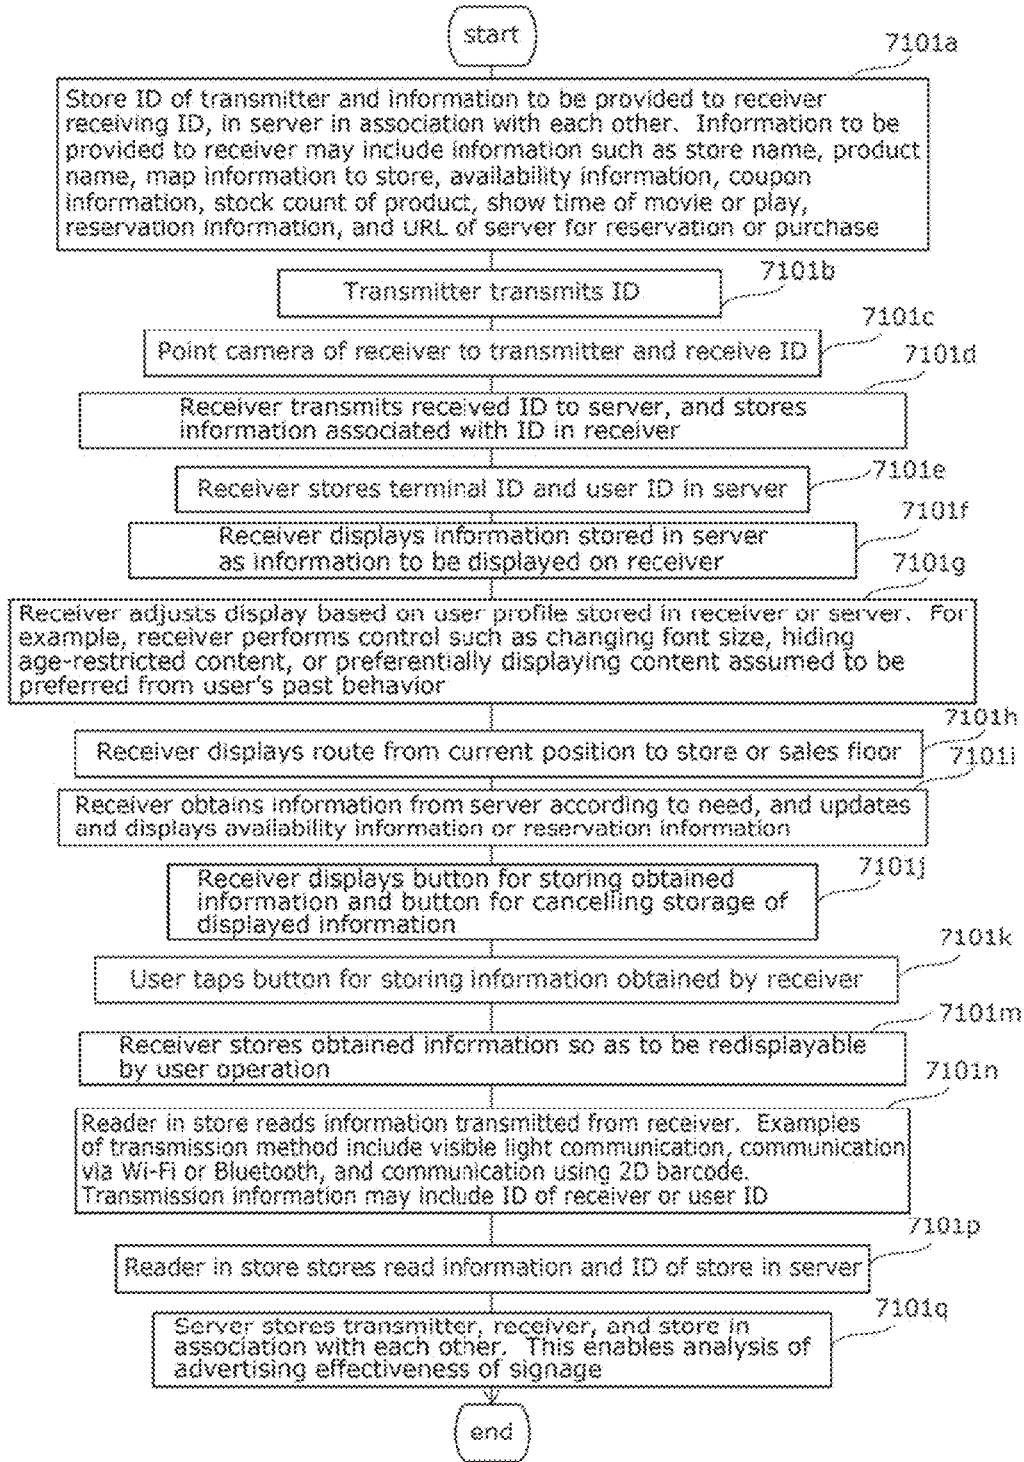 start
7101a
Store ID of transmitter and information to be provided to receiver
receiving ID, in server in association with each other. Information to be
provided to receiver may include information such as store name, product
name, map information to store, availability information, coupon
information, stock count of product, show time of movie or play,
reservation information, and URL of server for reservation or purchase
7101b
Transmitter transmits ID
7101c
Point camera of receiver to transmitter and receive ID
7101d
Receiver transmits received ID to server, and stores
information associated with ID in receiver
7101e
Receiver stores terminal ID and user ID in server
7101f
Receiver displays information stored in server
as information to be displayed on receiver
7101g
Receiver adjusts display based on user profile stored in receiver or server. For
example, receiver performs control such as changing font size, hiding
age-restricted content, or preferentially displaying content assumed to be
preferred from user's past behavior
7101h
Receiver displays route from current position to store or sales floor
7101i
Receiver obtains information from server according to need, and updates
and displays availability information or reservation information
7101j
Receiver displays button for storing obtained
information and button for cancelling storage of
displayed information
7101k
User taps button for storing information obtained by receiver
7101m
Receiver stores obtained information so as to be redisplayable
by user operation
7101n
Reader in store reads information transmitted from receiver. Examples
of transmission method include visible light communication, communication
via Wi-Fi or Bluetooth, and communication using 2D barcode.
Transmission information may include ID of receiver or user ID
7101p
Reader in store stores read information and ID of store in server
7101q
Server stores transmitter, receiver, and store in
association with each other. This enables analysis of
advertising effectiveness of signage
end